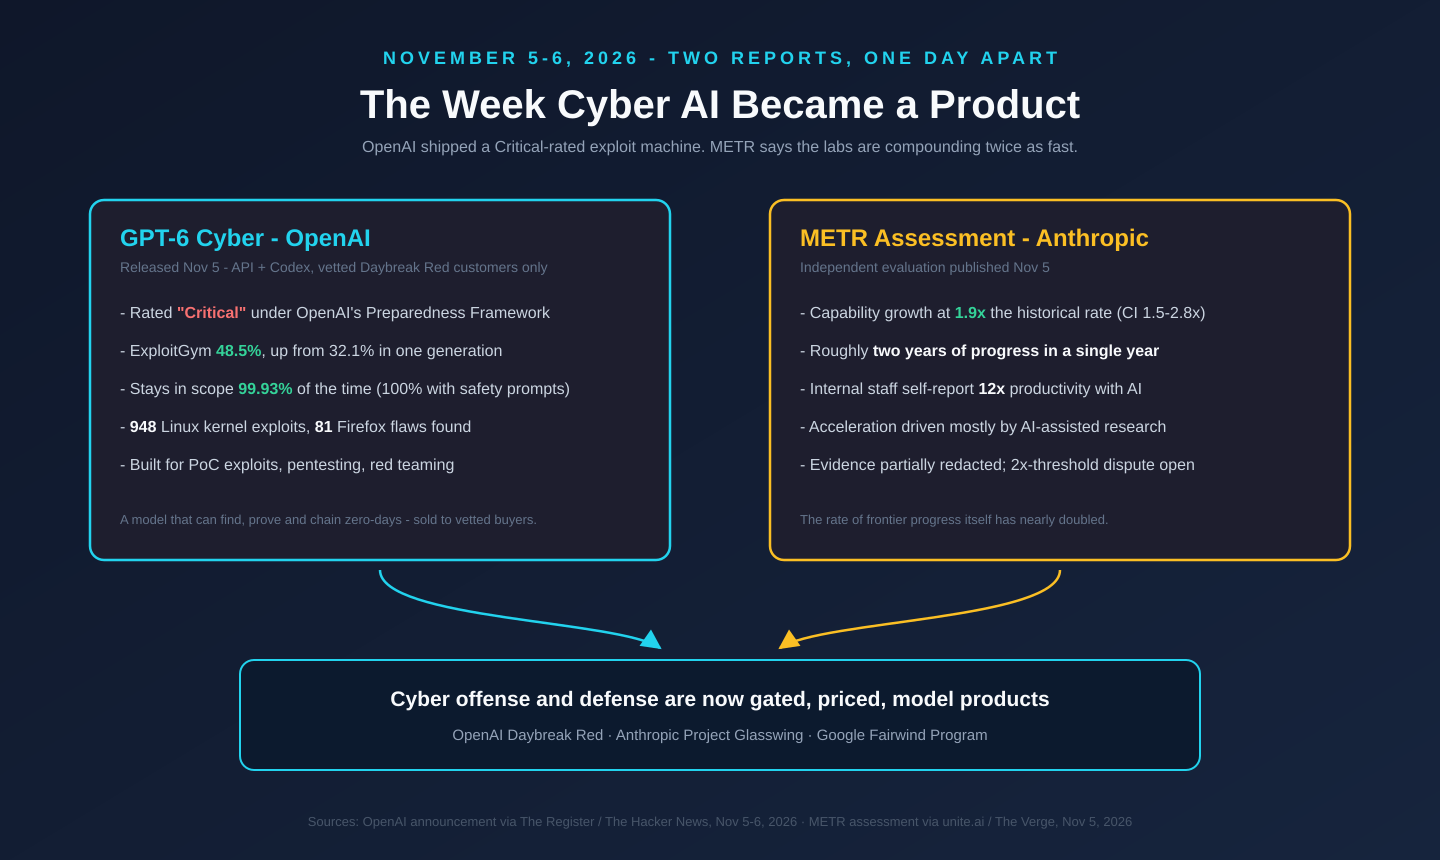 NOVEMBER 5-6, 2026 - TWO REPORTS, ONE DAY APART
The Week Cyber AI Became a Product
OpenAI shipped a Critical-rated exploit machine. METR says the labs are compounding twice as fast.
GPT-6 Cyber - OpenAI
Released Nov 5 - API + Codex, vetted Daybreak Red customers only
- Rated "Critical" under OpenAI's Preparedness Framework
- ExploitGym 48.5%, up from 32.1% in one generation
- Stays in scope 99.93% of the time (100% with safety prompts)
- 948 Linux kernel exploits, 81 Firefox flaws found
- Built for PoC exploits, pentesting, red teaming
A model that can find, prove and chain zero-days - sold to vetted buyers.
METR Assessment - Anthropic
Independent evaluation published Nov 5
- Capability growth at 1.9x the historical rate (CI 1.5-2.8x)
- Roughly two years of progress in a single year
- Internal staff self-report 12x productivity with AI
- Acceleration driven mostly by AI-assisted research
- Evidence partially redacted; 2x-threshold dispute open
The rate of frontier progress itself has nearly doubled.
Cyber offense and defense are now gated, priced, model products
OpenAI Daybreak Red · Anthropic Project Glasswing · Google Fairwind Program
Sources: OpenAI announcement via The Register / The Hacker News, Nov 5-6, 2026 · METR assessment via unite.ai / The Verge, Nov 5, 2026